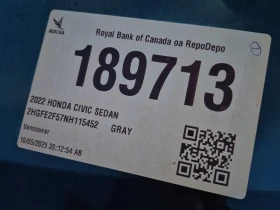 Royal Bank of Canada oa RepoDepo
189713
2022 HONDA CIVIC SEDAN
2HGFE2F57NH115452 GRAY
Vancouver
10/05/2025 20:12:54 AB